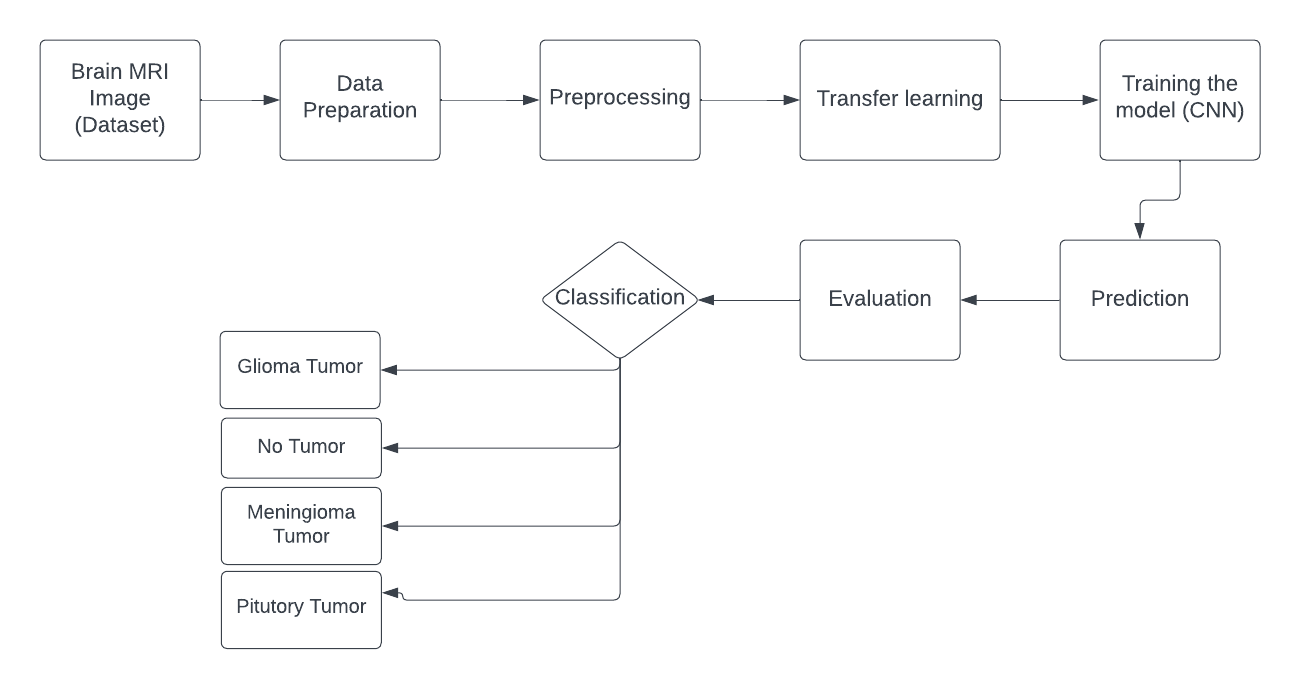 Brain MRI
Image
(Dataset)
Data
Preparation
Preprocessing
Transfer learning
Training the
model (CNN)
Prediction
Evaluation
Classification
Glioma Tumor
No Tumor
Meningioma
Tumor
Pitutory Tumor